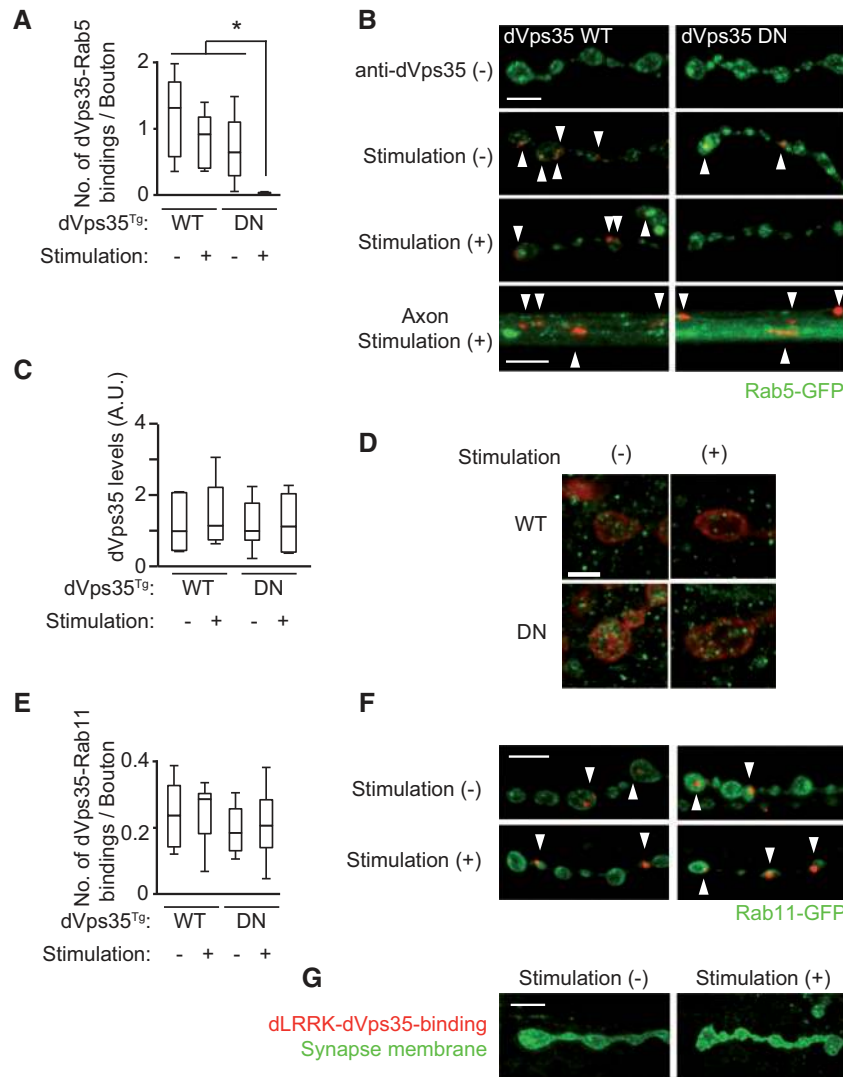 A
*
No. of dVps35-Rab5
bindings / Bouton
2
1
0
dVps35Tg:
WT
DN
Stimulation:
-
+
-
+
B
dVps35 WT
dVps35 DN
anti-dVps35 (-)
Stimulation (-)
Stimulation (+)
Axon
Stimulation (+)
Rab5-GFP
C
dVps35 levels (A.U.)
4
2
0
dVps35Tg:
WT
DN
Stimulation:
-
+
-
+
D
Stimulation
(-)
(+)
WT
DN
E
No. of dVps35-Rab11
bindings / Bouton
0.4
0.2
0
dVps35Tg:
WT
DN
Stimulation:
-
+
-
+
F
Stimulation (-)
Stimulation (+)
Rab11-GFP
G
Stimulation (-)
Stimulation (+)
dLRRK-dVps35-binding
Synapse membrane